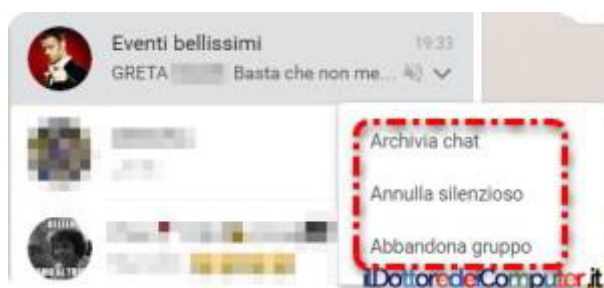 Eventi bellissimi 19:33
GRETA Basta che non me...
Archivia chat
Annulla silenzioso
Abbandona gruppo
ilDottoredeiComputer.it